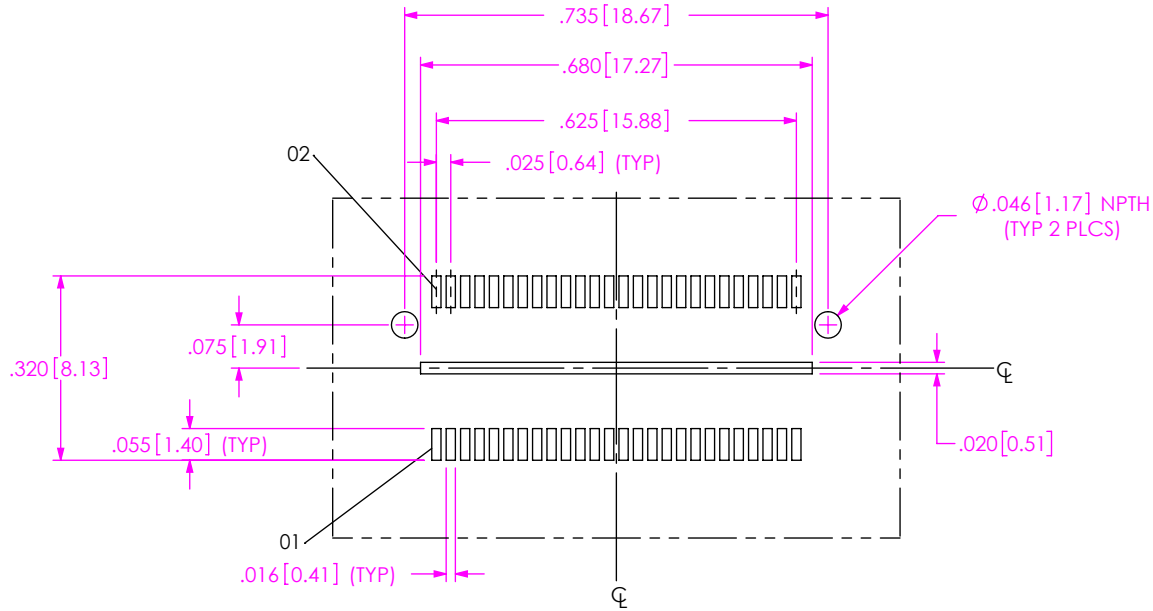 .735[18.67]
.680[17.27]
.625[15.88]
02
.025[0.64] (TYP)
Ø.046[1.17] NPTH
(TYP 2 PLCS)
.075[1.91]
.320[8.13]
℄
.055[1.40] (TYP)
.020[0.51]
01
.016[0.41] (TYP)
℄